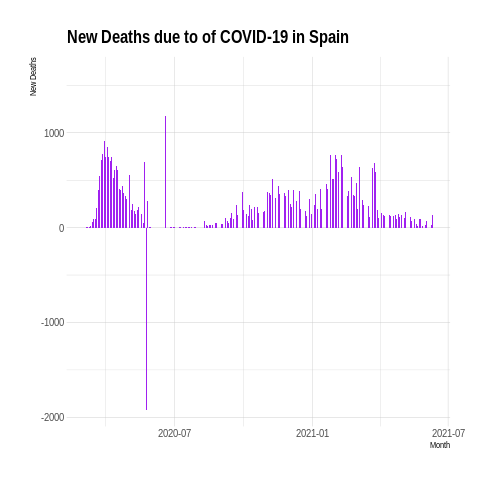 New Deaths due to of COVID-19 in Spain
New Deaths
1000
0
-1000
-2000
2020-07
2021-01
2021-07
Month